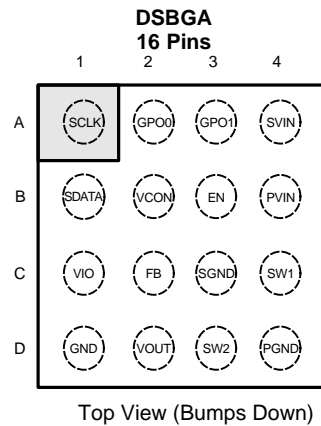 DSBGA
16 Pins
1 2 3 4
A SCLK GPO0 GPO1 SVIN
B SDATA VCON EN PVIN
C VIO FB SGND SW1
D GND VOUT SW2 PGND
Top View (Bumps Down)